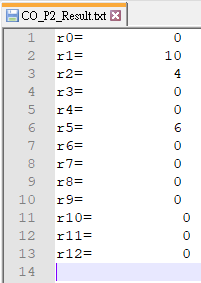 CO_P2_Result.txt
1 r0= 0
2 r1= 10
3 r2= 4
4 r3= 0
5 r4= 0
6 r5= 6
7 r6= 0
8 r7= 0
9 r8= 0
10 r9= 0
11 r10= 0
12 r11= 0
13 r12= 0
14